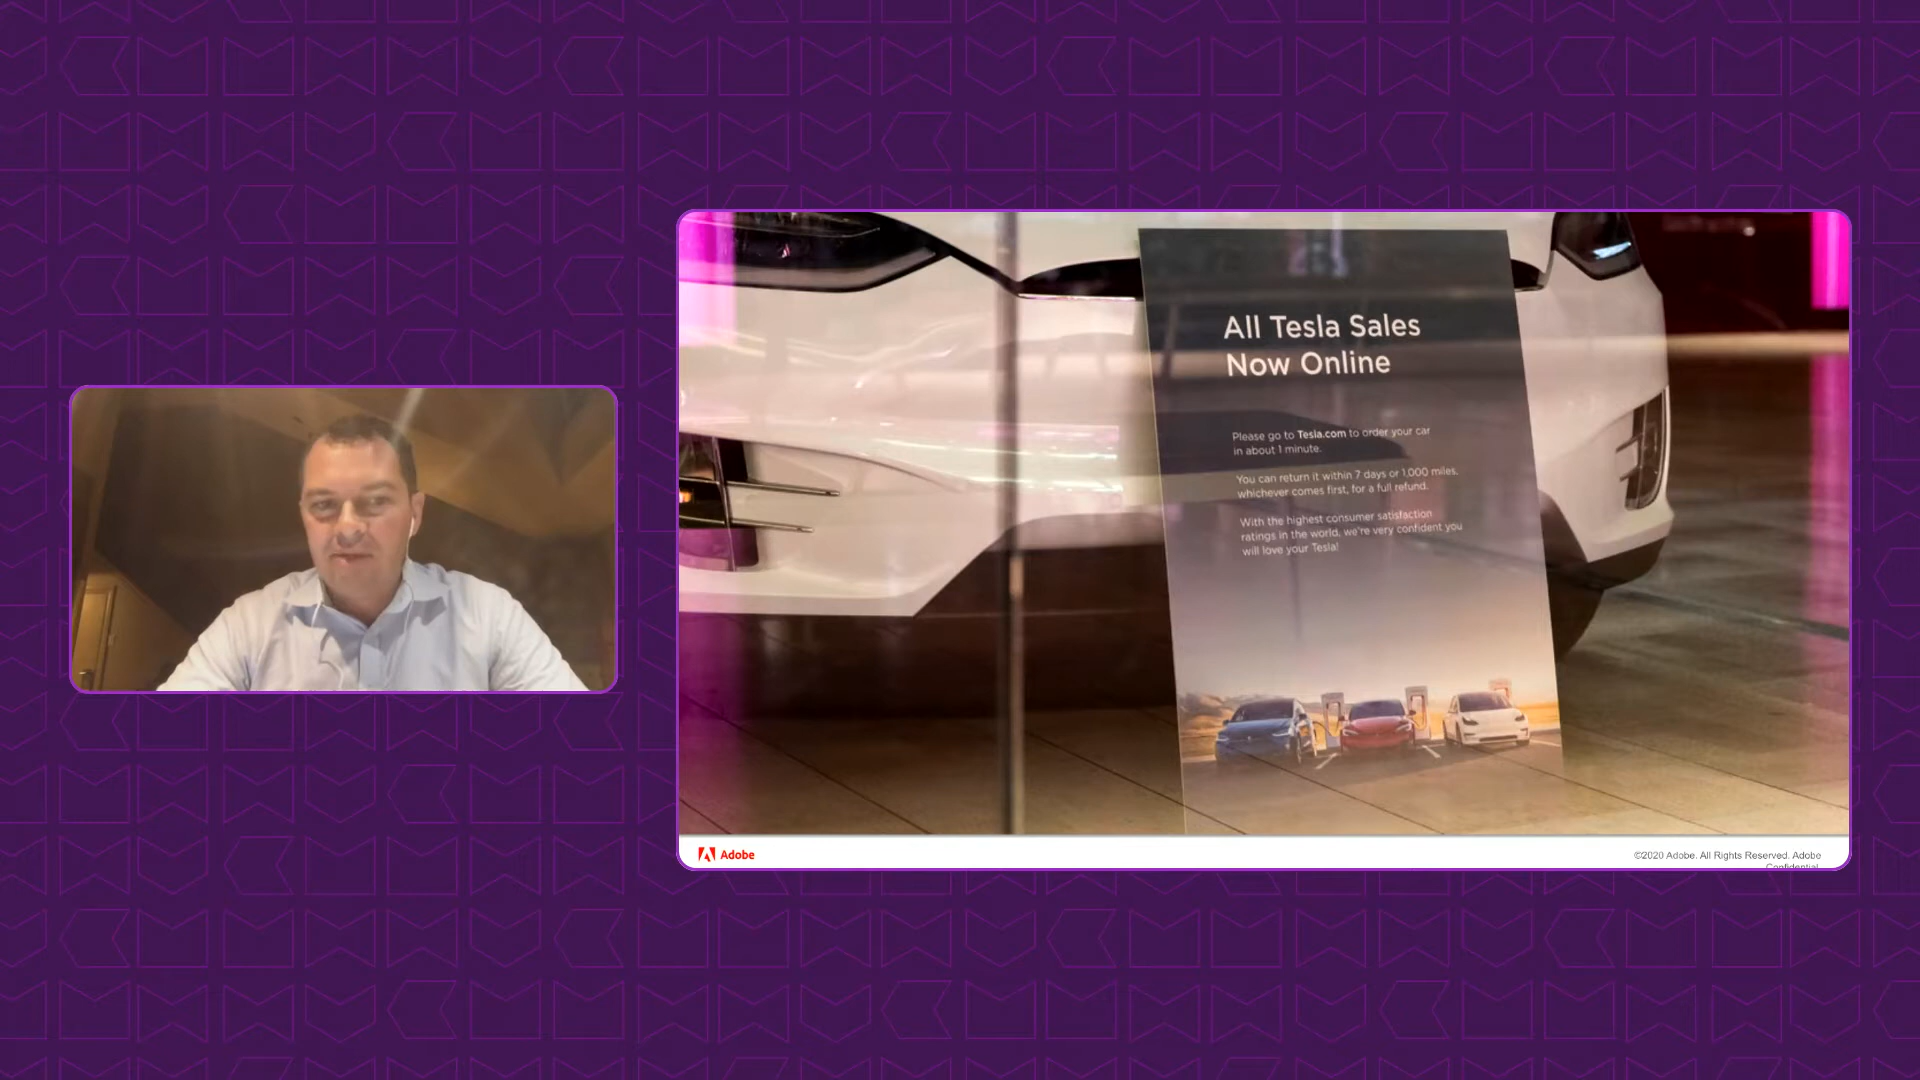 All Tesla Sales
Now Online
Please go to Tesla.com to order your car
in about 1 minute.
You can return it within 7 days or 1,000 miles,
whichever comes first, for a full refund.
With the highest consumer satisfaction
ratings in the world, we're very confident you
will love your Tesla!
Adobe
©2020 Adobe. All Rights Reserved. Adobe
Confidential.